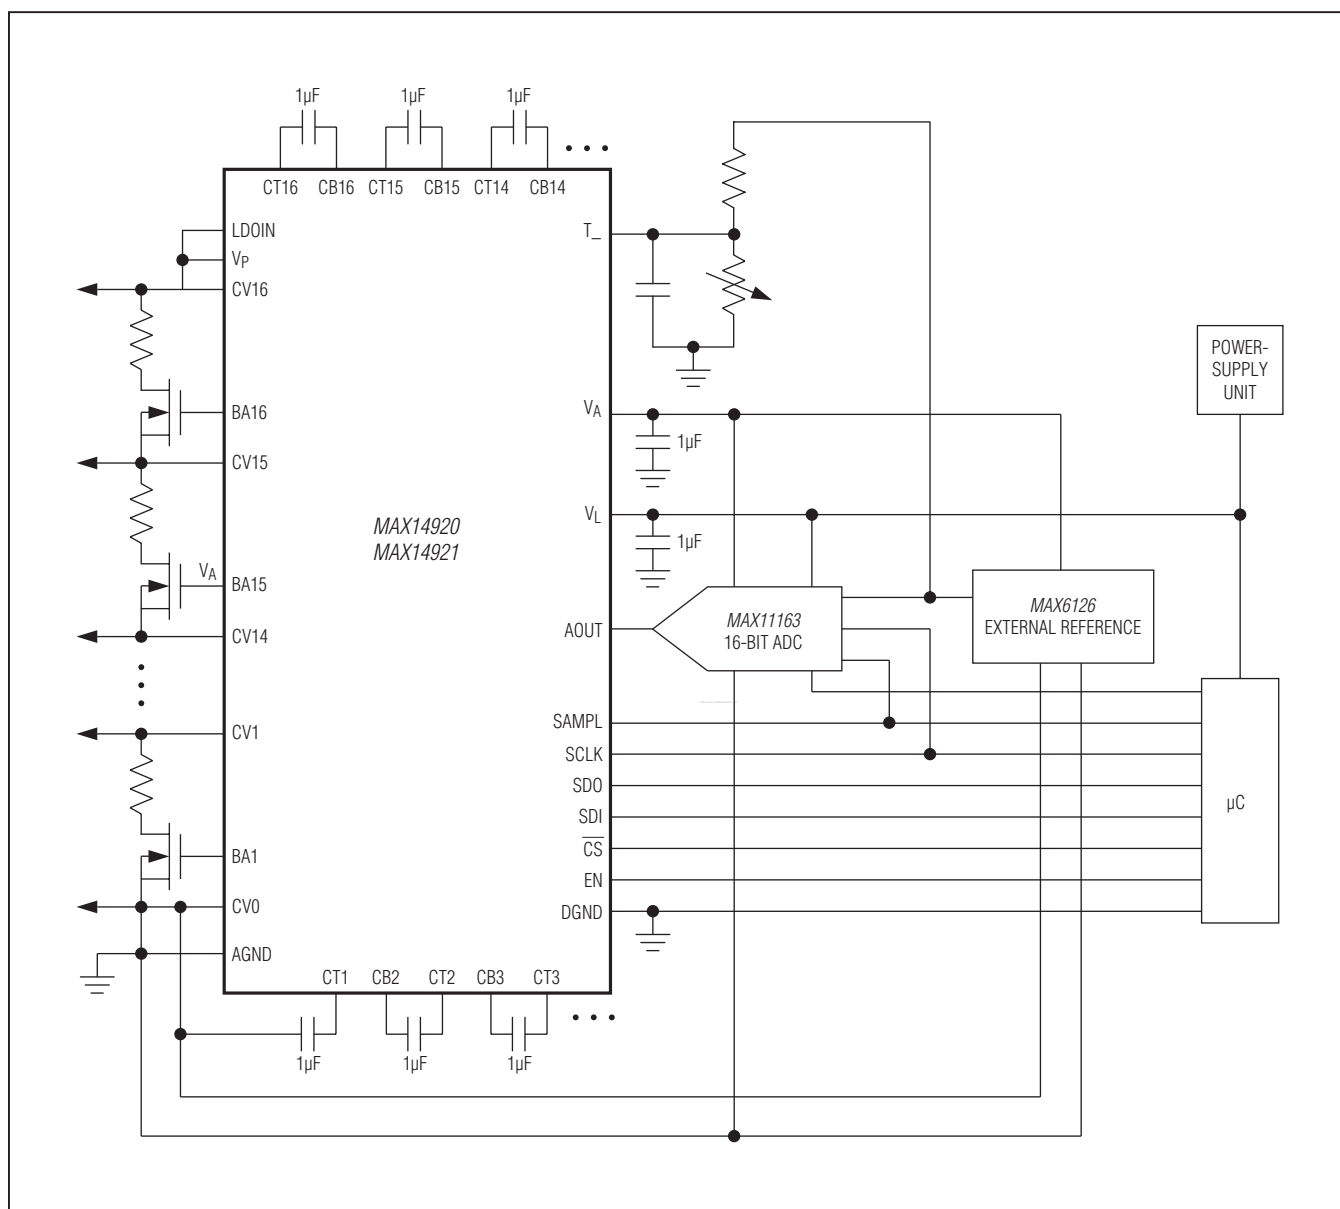 1μF
1μF
1μF
CT16
CB16
CT15
CB15
CT14
CB14
LDOIN
VP
CV16
BA16
CV15
VA
BA15
CV14
CV1
BA1
CV0
AGND
MAX14920
MAX14921
T_
VA
1μF
VL
1μF
AOUT
SAMPL
SCLK
SDO
SDI
CS
EN
DGND
MAX11163
16-BIT ADC
MAX6126
EXTERNAL REFERENCE
POWER-
SUPPLY
UNIT
μC
CT1
CB2
CT2
CB3
CT3
1μF
1μF
1μF